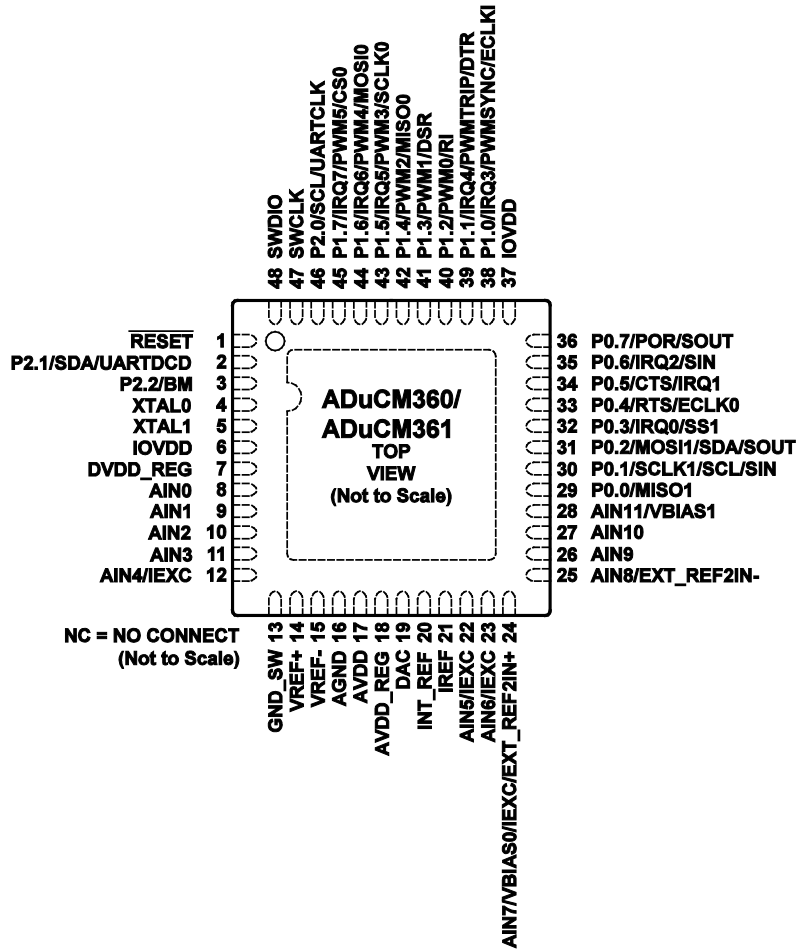 48 SWDIO
47 SWCLK
46 P2.0/SCL/UARTCLK
45 P1.7/IRQ7/PWM5/CS0
44 P1.6/IRQ6/PWM4/MOSI0
43 P1.5/IRQ5/PWM3/SCLK0
42 P1.4/PWM2/MISO0
41 P1.3/PWM1/DSR
40 P1.2/PWM0/RI
39 P1.1/IRQ4/PWMTRIP/DTR
38 P1.0/IRQ3/PWMSYNC/ECLKI
37 IOVDD
RESET 1
P2.1/SDA/UARTDCD 2
P2.2/BM 3
XTAL0 4
XTAL1 5
IOVDD 6
DVDD_REG 7
AIN0 8
AIN1 9
AIN2 10
AIN3 11
AIN4/IEXC 12
ADuCM360/
ADuCM361
TOP
VIEW
(Not to Scale)
36 P0.7/POR/SOUT
35 P0.6/IRQ2/SIN
34 P0.5/CTS/IRQ1
33 P0.4/RTS/ECLK0
32 P0.3/IRQ0/SS1
31 P0.2/MOSI1/SDA/SOUT
30 P0.1/SCLK1/SCL/SIN
29 P0.0/MISO1
28 AIN11/VBIAS1
27 AIN10
26 AIN9
25 AIN8/EXT_REF2IN-
NC = NO CONNECT
(Not to Scale)
GND_SW 13
VREF+ 14
VREF- 15
AGND 16
AVDD 17
AVDD_REG 18
DAC 19
INT_REF 20
IREF 21
AIN5/IEXC 22
AIN6/IEXC 23
AIN7/VBIAS0/IEXC/EXT_REF2IN+ 24